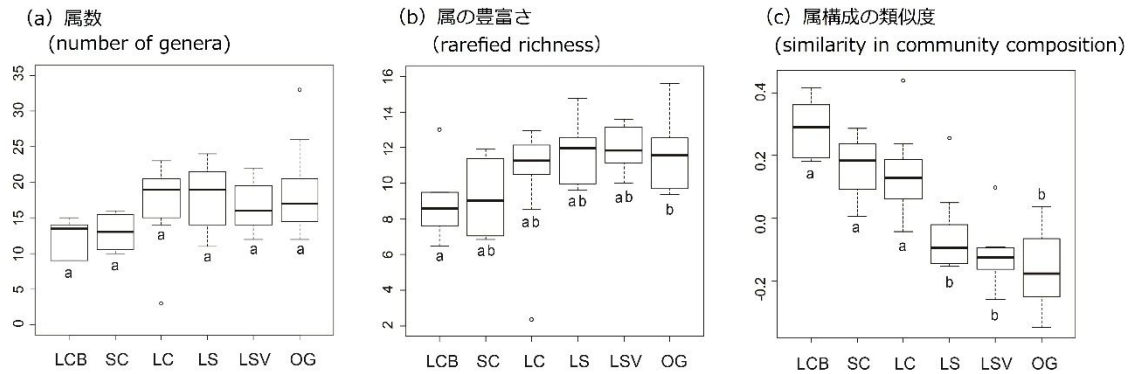 (a) 属数
(number of genera)
35
30
25
20
15
10
5
0
a
a
a
a
a
a
LCB SC LC LS LSV OG
(b) 属の豊富さ
(rarefied richness)
16
14
12
10
8
6
4
2
a
ab
ab
ab
ab
b
LCB SC LC LS LSV OG
(c) 属構成の類似度
(similarity in community composition)
0.4
0.2
0.0
-0.2
a
a
a
b
b
b
LCB SC LC LS LSV OG